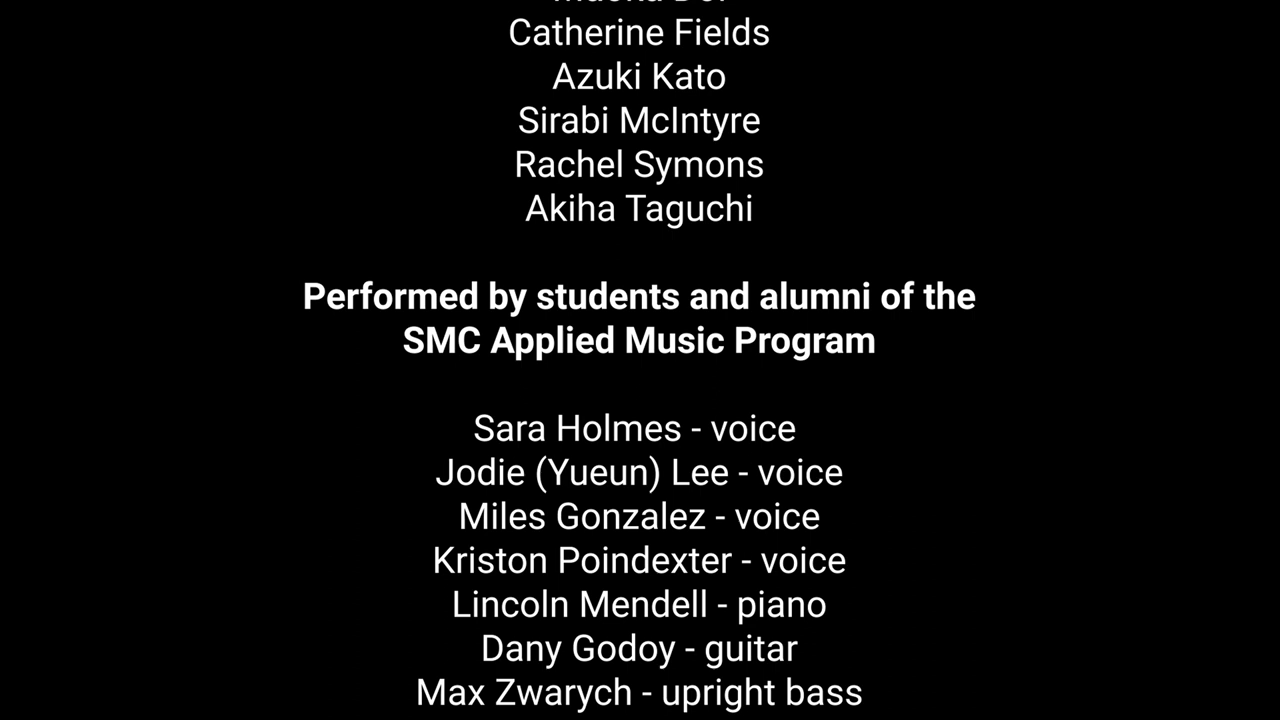 Catherine Fields
Azuki Kato
Sirabi McIntyre
Rachel Symons
Akiha Taguchi
Performed by students and alumni of the
SMC Applied Music Program
Sara Holmes - voice
Jodie (Yueun) Lee - voice
Miles Gonzalez - voice
Kriston Poindexter - voice
Lincoln Mendell - piano
Dany Godoy - guitar
Max Zwarych - upright bass